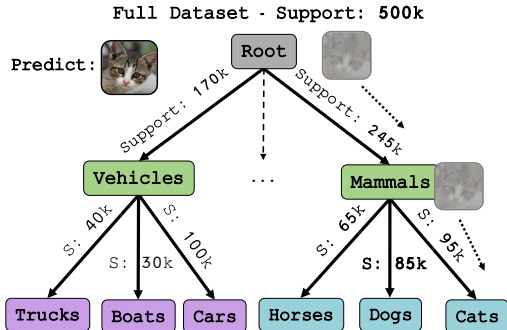 Full Dataset - Support: 500k
Predict:
Root
Support: 170k
Support: 245k
Vehicles
...
Mammals
S: 40k
S: 30k
S: 100k
S: 65k
S: 85k
S: 95k
Trucks
Boats
Cars
Horses
Dogs
Cats